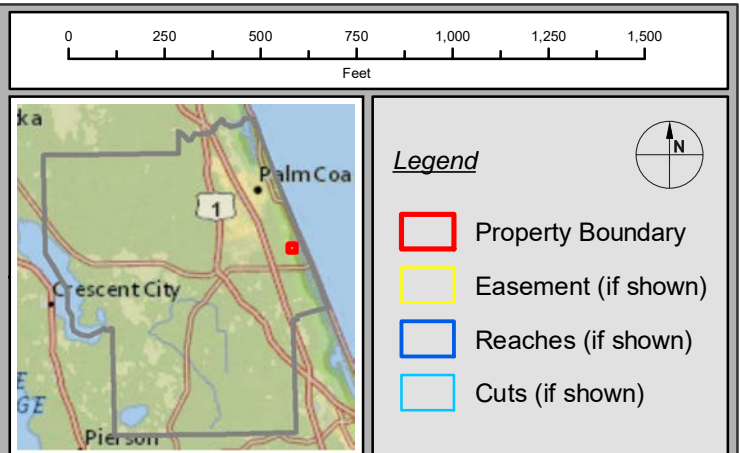 0 250 500 750 1,000 1,250 1,500
Feet
ka
Palm Coa
1
Crescent City
E
GE
Pierson
Legend
N
Property Boundary
Easement (if shown)
Reaches (if shown)
Cuts (if shown)